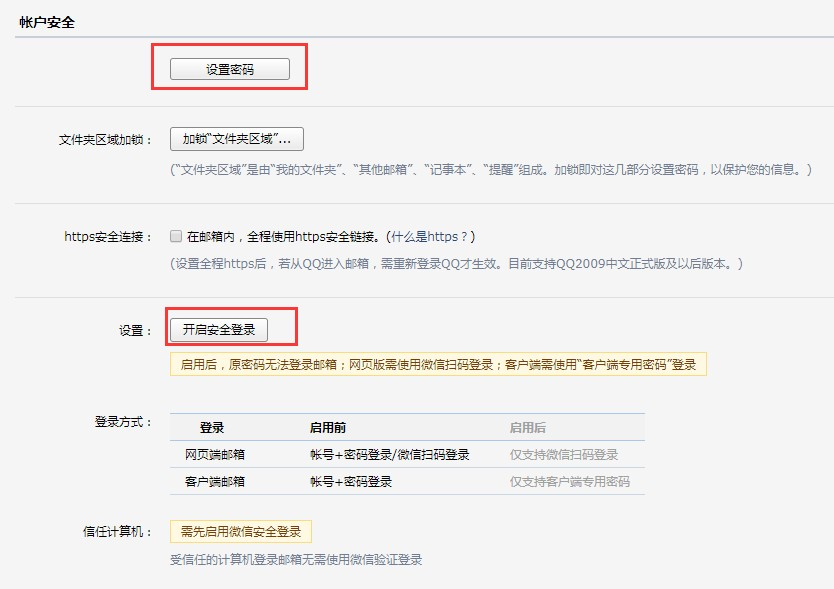 帐户安全
设置密码
文件夹区域加锁：
加锁“文件夹区域”...
(“文件夹区域”是由“我的文件夹”、“其他邮箱”、“记事本”、“提醒”组成。加锁即对这几部分设置密码，以保护您的信息。)
https安全连接：
在邮箱内，全程使用https安全链接。(什么是https？)
(设置全程https后，若从QQ进入邮箱，需重新登录QQ才生效。目前支持QQ2009中文正式版及以后版本。)
设置：
开启安全登录
启用后，原密码无法登录邮箱；网页版需使用微信扫码登录；客户端需使用“客户端专用密码”登录
登录方式：
登录 启用前 启用后
网页端邮箱 帐号+密码登录/微信扫码登录 仅支持微信扫码登录
客户端邮箱 帐号+密码登录 仅支持客户端专用密码
信任计算机：
需先启用微信安全登录
受信任的计算机登录邮箱无需使用微信验证登录